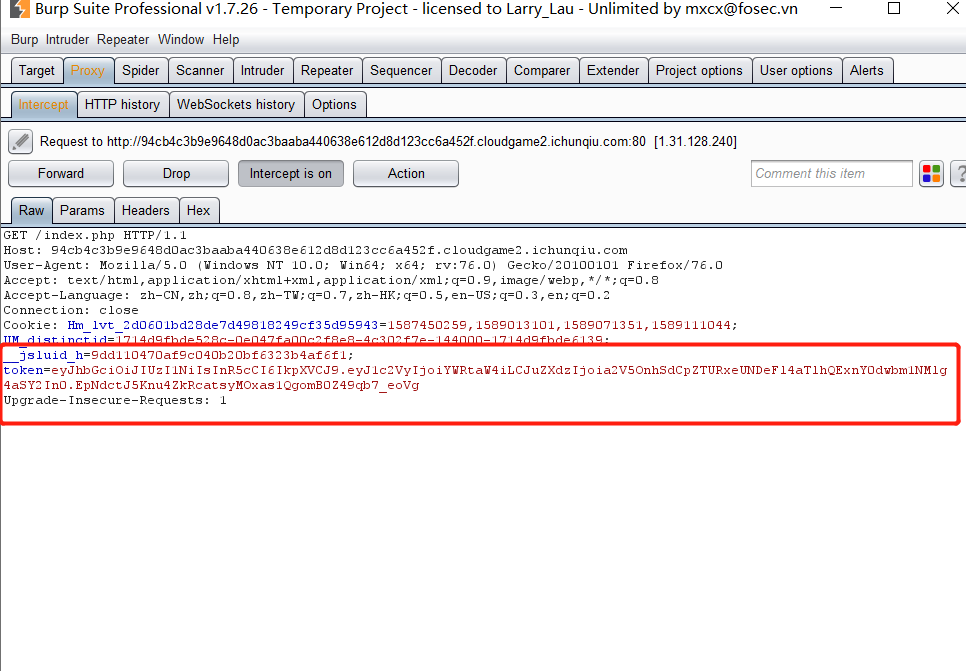 Burp Suite Professional v1.7.26 - Temporary Project - licensed to Larry_Lau - Unlimited by mxcx@fosec.vn
Burp Intruder Repeater Window Help
Target Proxy Spider Scanner Intruder Repeater Sequencer Decoder Comparer Extender Project options User options Alerts
Intercept HTTP history WebSockets history Options
Request to http://94cb4c3b9e9648d0ac3baaba440638e612d8d123cc6a452f.cloudgame2.ichunqiu.com:80 [1.31.128.240]
Forward Drop Intercept is on Action Comment this item ?
Raw Params Headers Hex
GET /index.php HTTP/1.1
Host: 94cb4c3b9e9648d0ac3baaba440638e612d8d123cc6a452f.cloudgame2.ichunqiu.com
User-Agent: Mozilla/5.0 (Windows NT 10.0; Win64; x64; rv:76.0) Gecko/20100101 Firefox/76.0
Accept: text/html,application/xhtml+xml,application/xml;q=0.9,image/webp,*/*;q=0.8
Accept-Language: zh-CN,zh;q=0.8,zh-TW;q=0.7,zh-HK;q=0.5,en-US;q=0.3,en;q=0.2
Connection: close
Cookie: Hm_lvt_2d0601bd28de7d49818249cf35d95943=1587450259,1589013101,1589071351,1589111044;
UM_distinctid=1714d9fbde528c-0e047fa00c2f8e8-4c302f7e-144000-1714d9fbde6139;
__jsluid_h=9dd110470af9c040b20bf6323b4af6f1;
token=eyJhbGciOiJIUzI1NiIsInR5cCI6IkpXVCJ9.eyJ1c2VyIjoiYWRtaW4iLCJuZXdzIjoia2V5OnhSdCpZTURxeUNDeFl4aTlhQExnYOdwbm1NMlg
4aSY2In0.EpNdctJ5Knu4ZkRcatsyMOxas1QgomB0Z49qb7_eoVg
Upgrade-Insecure-Requests: 1